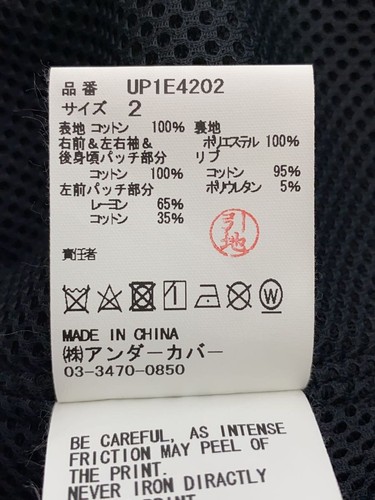 品番 UP1E4202
サイズ 2
表地 コットン 100%
右前&左右袖&
後身頃パッチ部分
コットン 100%
左前パッチ部分
レーヨン 65%
コットン 35%
裏地
ポリエステル 100%
リブ
コットン 95%
ポリウレタン 5%
引地
責任者
W
MADE IN CHINA
㈱アンダーカバー
03-3470-0850
BE CAREFUL, AS INTENSE
FRICTION MAY PEEL OF
THE PRINT.
NEVER IRON DIRACTLY
PRINT